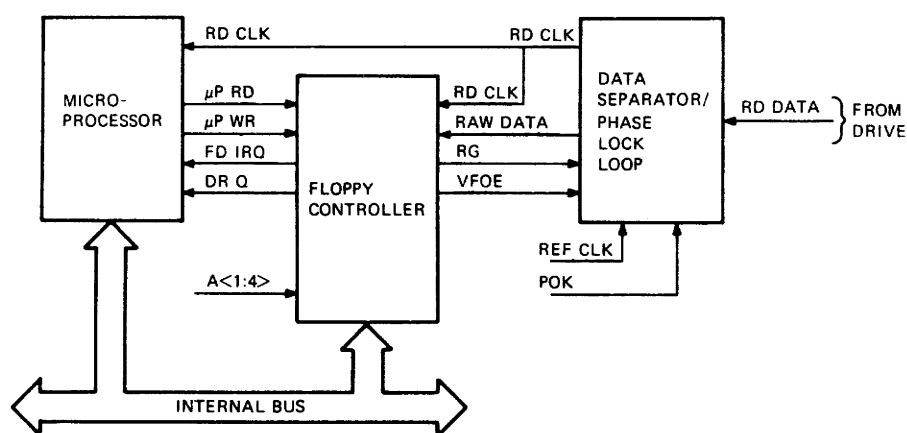 RD CLK
RD CLK
MICRO-
PROCESSOR
μP RD
μP WR
FD IRQ
DR Q
A<1:4>
FLOPPY
CONTROLLER
RD CLK
RAW DATA
RG
VFOE
DATA
SEPARATOR/
PHASE
LOCK
LOOP
RD DATA
FROM
DRIVE
REF CLK
POK
INTERNAL BUS